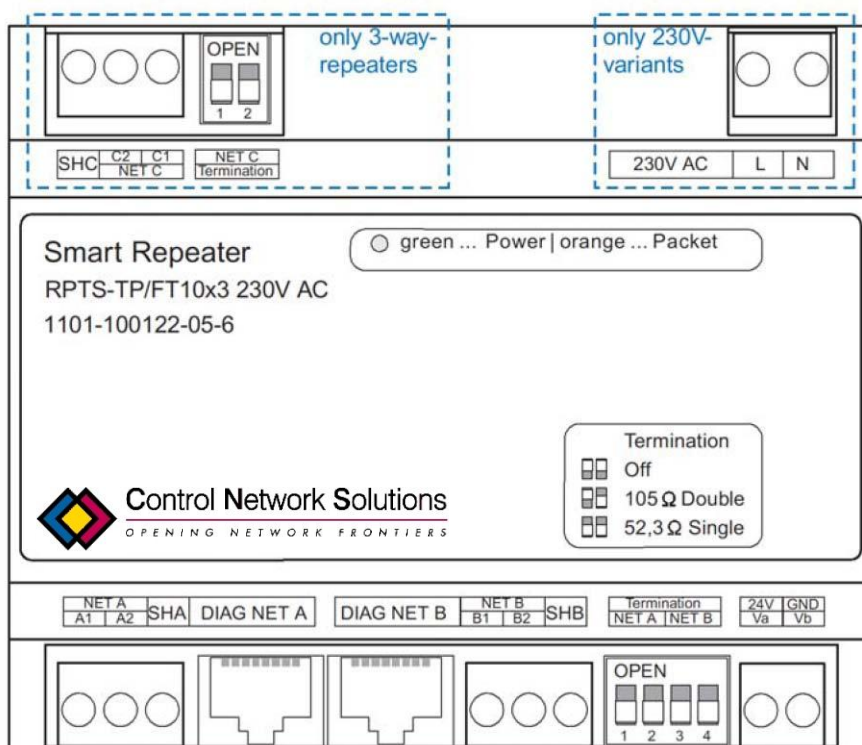 OPEN
1 2
only 3-way-
repeaters
only 230V-
variants
SHC
C2 C1
NET C
NET C
Termination
230V AC L N
Smart Repeater
RPTS-TP/FT10x3 230V AC
1101-100122-05-6
green ... Power | orange ... Packet
Termination
Off
105 Ω Double
52,3 Ω Single
Control Network Solutions
OPENING NETWORK FRONTIERS
NET A
A1 A2
SHA
DIAG NET A
DIAG NET B
NET B
B1 B2
SHB
Termination
NET A NET B
24V GND
Va Vb
OPEN
1 2 3 4